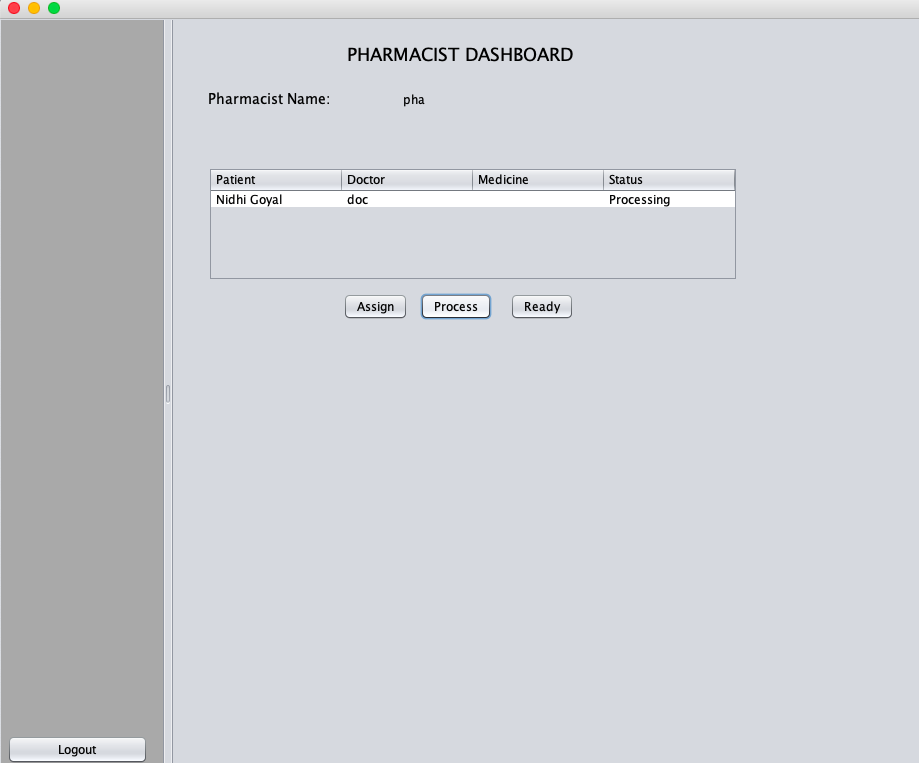 PHARMACIST DASHBOARD
Pharmacist Name: pha
Patient Doctor Medicine Status
Nidhi Goyal doc Processing
Assign Process Ready
Logout